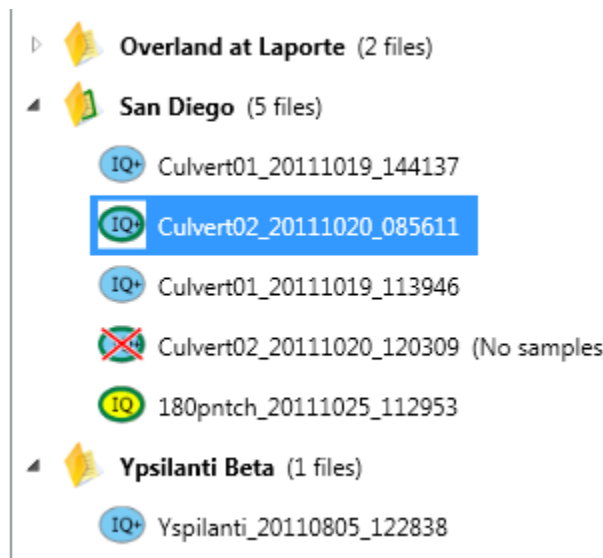 Overland at Laporte (2 files)
San Diego (5 files)
IQ+ Culvert01_20111019_144137
IQ+ Culvert02_20111020_085611
IQ+ Culvert01_20111019_113946
Culvert02_20111020_120309 (No samples
IQ 180pntch_20111025_112953
Ypsilanti Beta (1 files)
IQ+ Yspilanti_20110805_122838